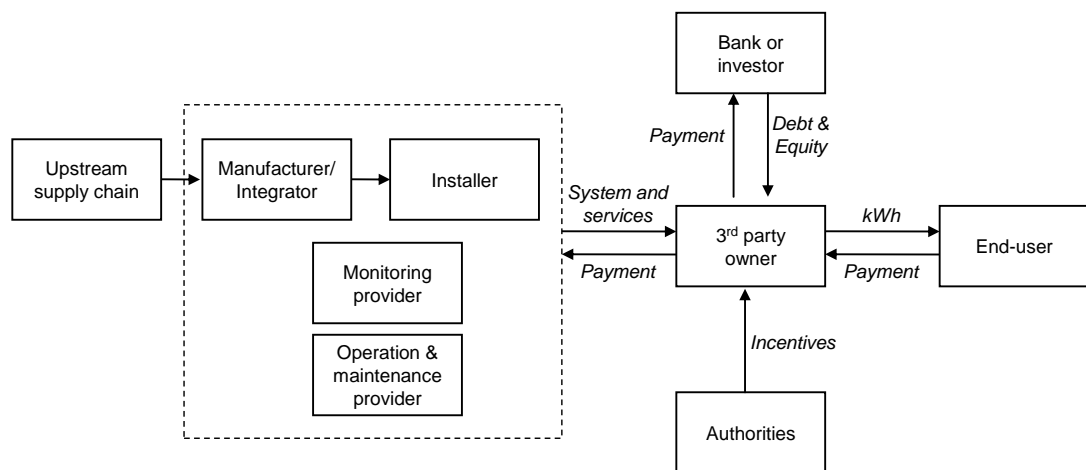 Bank or
investor
Payment
Debt &
Equity
Upstream
supply chain
Manufacturer/
Integrator
Installer
System and
services
Payment
3rd party
owner
kWh
Payment
End-user
Monitoring
provider
Operation &
maintenance
provider
Incentives
Authorities